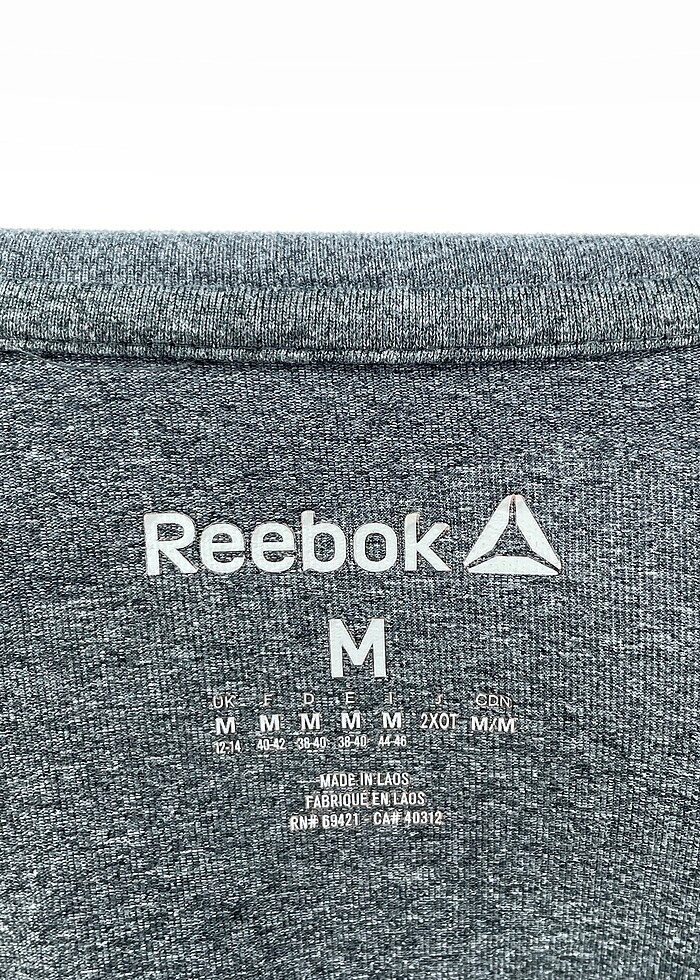 Reebok
M
UK F D E I J CDN
M M M M M 2XOT M/M
12-14 40-42 38-40 38-40 44-46
MADE IN LAOS
FABRIQUÉ EN LAOS
RN# 69421 - CA# 40312